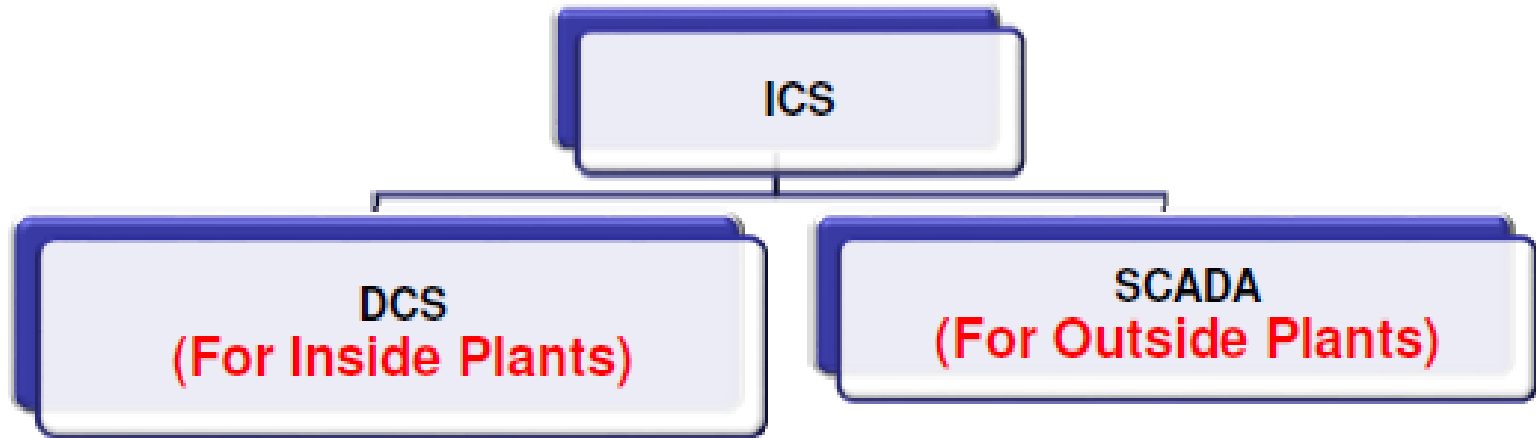 ICS
DCS
(For Inside Plants)
SCADA
(For Outside Plants)